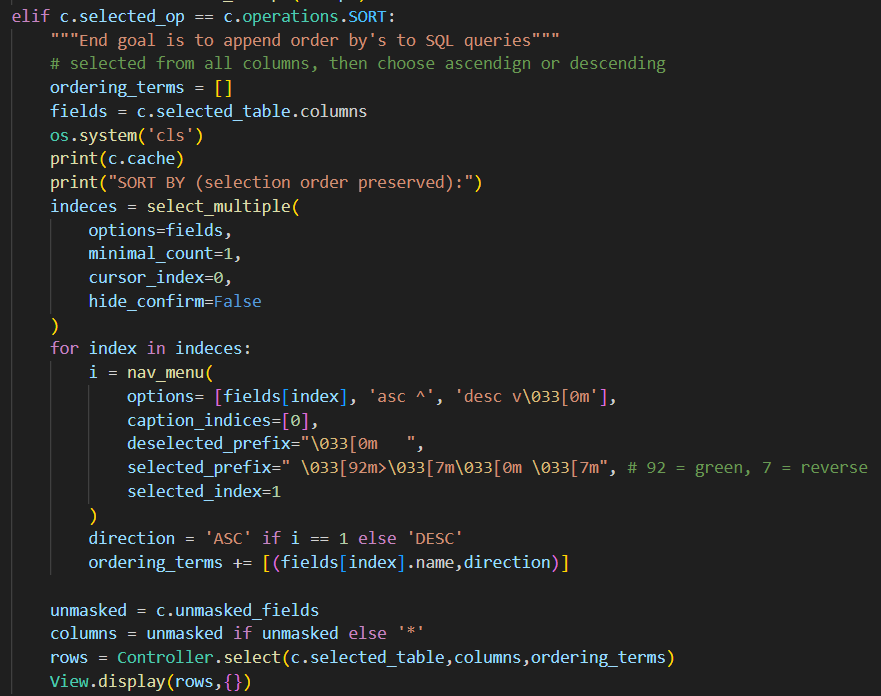 elif c.selected_op == c.operations.SORT:
    """End goal is to append order by's to SQL queries"""
    # selected from all columns, then choose ascendign or descending
    ordering_terms = []
    fields = c.selected_table.columns
    os.system('cls')
    print(c.cache)
    print("SORT BY (selection order preserved):")
    indeces = select_multiple(
        options=fields,
        minimal_count=1,
        cursor_index=0,
        hide_confirm=False
    )
    for index in indeces:
        i = nav_menu(
            options= [fields[index], 'asc ^', 'desc v\033[0m'],
            caption_indices=[0],
            deselected_prefix="\033[0m   ",
            selected_prefix=" \033[92m>\033[7m\033[0m \033[7m", # 92 = green, 7 = reverse
            selected_index=1
        )
        direction = 'ASC' if i == 1 else 'DESC'
        ordering_terms += [(fields[index].name,direction)]

    unmasked = c.unmasked_fields
    columns = unmasked if unmasked else '*'
    rows = Controller.select(c.selected_table,columns,ordering_terms)
    View.display(rows,{})